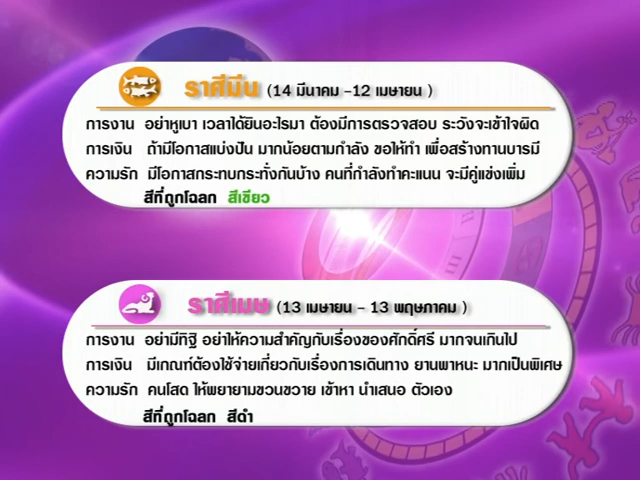 ราศีมีน (14 มีนาคม -12 เมษายน )
การงาน อย่าหูเบา เวลาได้ยินอะไรมา ต้องมีการตรวจสอบ ระวังจะเข้าใจผิด
การเงิน ถ้ามีโอกาสแบ่งปัน มากน้อยตามกำลัง ขอให้ทำ เพื่อสร้างทานบารมี
ความรัก มีโอกาสกระทบกระทั่งกันบ้าง คนที่กำลังทำคะแนน จะมีคู่แข่งเพิ่ม
สีที่ถูกโฉลก สีเขียว
ราศีเมษ (13 เมษายน - 13 พฤษภาคม )
การงาน อย่ามีทิฐิ อย่าให้ความสำคัญกับเรื่องของศักดิ์ศรี มากจนเกินไป
การเงิน มีเกณฑ์ต้องใช้จ่ายเกี่ยวกับเรื่องการเดินทาง ยานพาหนะ มากเป็นพิเศษ
ความรัก คนโสด ให้พยายามขวนขวาย เข้าหา นำเสนอ ตัวเอง
สีที่ถูกโฉลก สีดำ